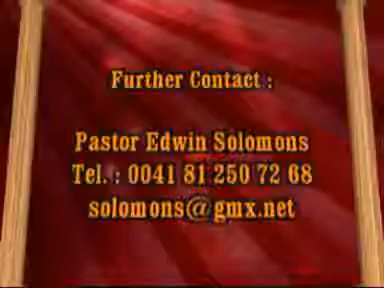 Further Contact :
Pastor Edwin Solomons
Tel. : 0041 81 250 72 68
solomons@gmx.net